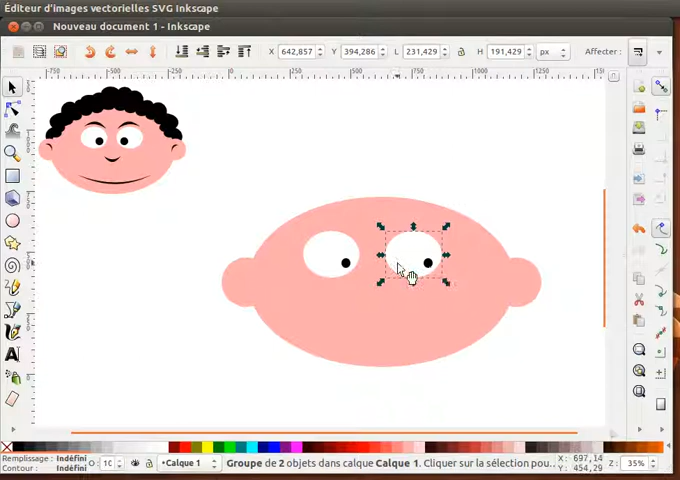 Éditeur d'images vectorielles SVG Inkscape
Nouveau document 1 - Inkscape
X 642,857 Y 394,286 L 231,429 H 191,429 px Affecter :
-750 -500 0 250 500 750 1000
Remplissage : Indéfini O: 10 •Calque 1 Groupe de 2 objets dans calque Calque 1. Cliquer sur la sélection pou... X: 697,14 Z: 35%
Contour : Indéfini Y: 454,29